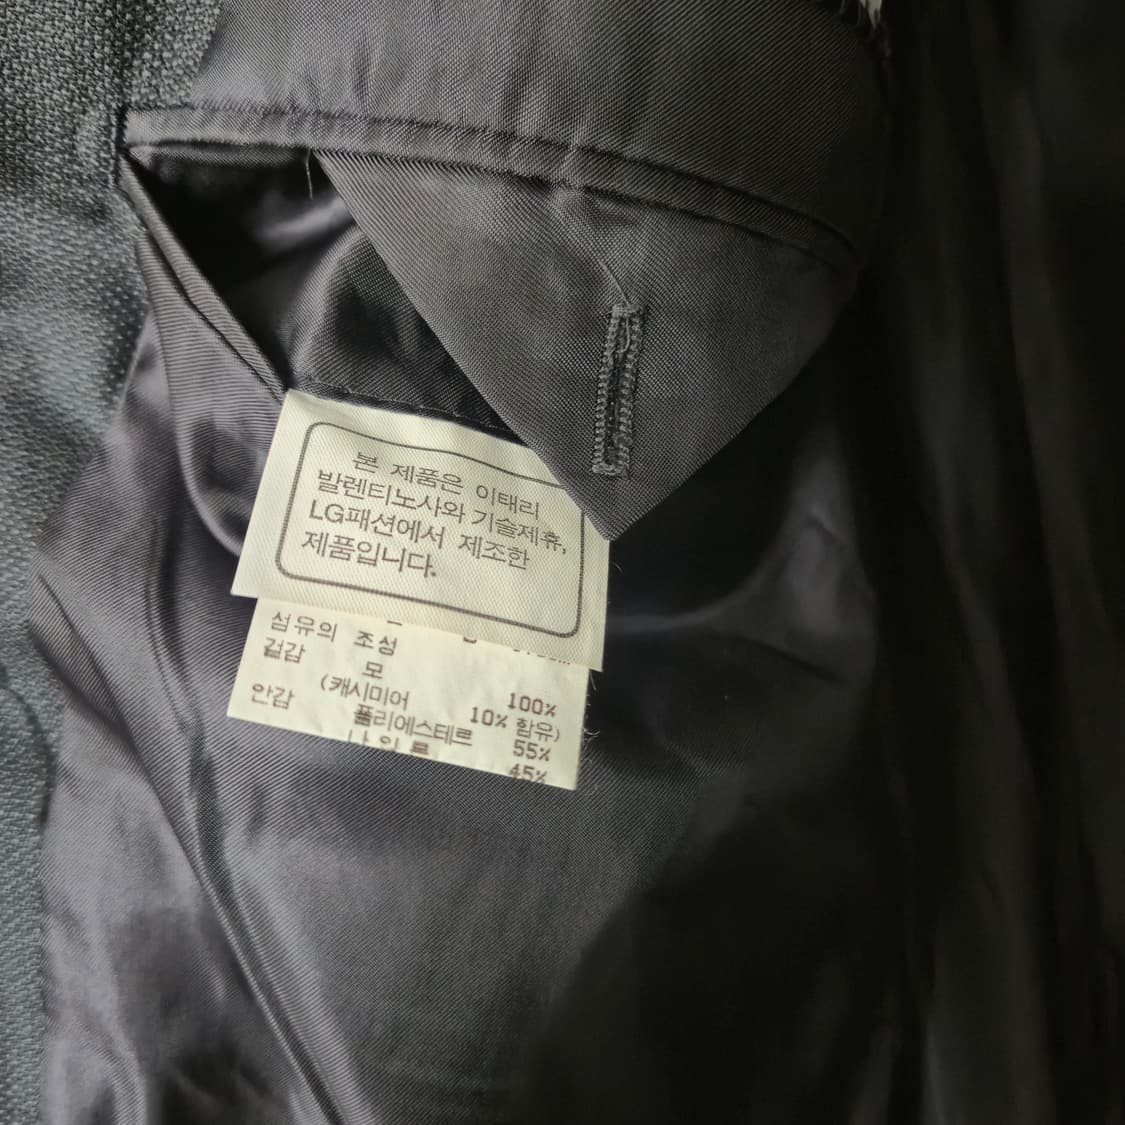 본 제품은 이태리
발렌티노사와 기술제휴,
LG패션에서 제조한
제품입니다.
섬유의 조성
겉감 모 100%
(캐시미어 10% 함유)
안감 폴리에스테르 55%
45%